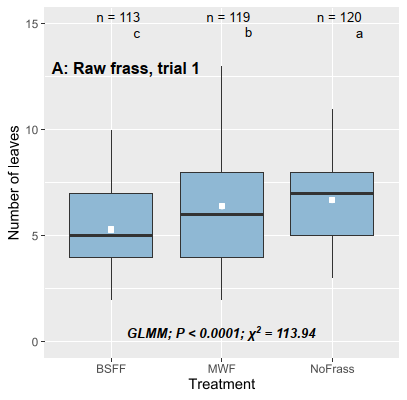 n = 113 n = 119 n = 120
c b a
A: Raw frass, trial 1
15
10
5
0
Number of leaves
GLMM; P < 0.0001; χ² = 113.94
BSFF MWF NoFrass
Treatment